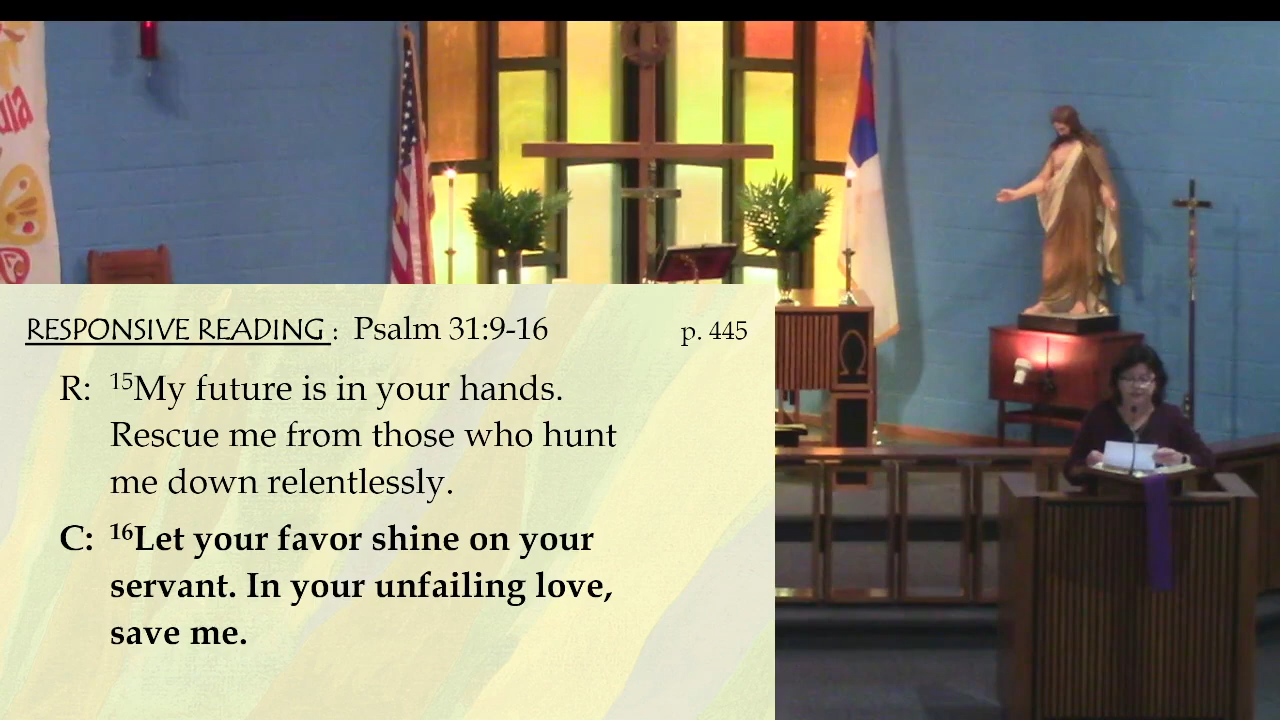 RESPONSIVE READING : Psalm 31:9-16 p. 445
R: 15My future is in your hands.
Rescue me from those who hunt
me down relentlessly.
C: 16Let your favor shine on your
servant. In your unfailing love,
save me.